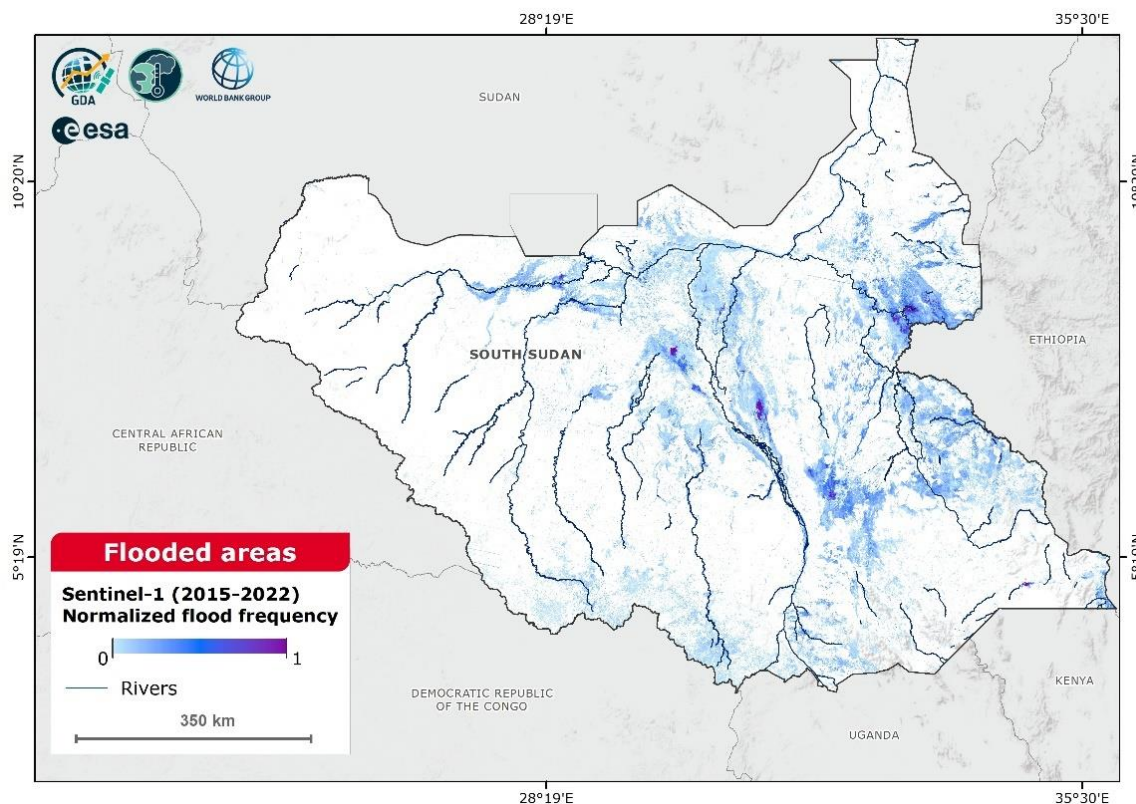 28°19'E
35°30'E
GDA
WORLD BANK GROUP
esa
SUDAN
10°20'N
SOUTH SUDAN
ETHIOPIA
CENTRAL AFRICAN
REPUBLIC
5°19'N
Flooded areas
Sentinel-1 (2015-2022)
Normalized flood frequency
0
1
Rivers
350 km
DEMOCRATIC REPUBLIC
OF THE CONGO
KENYA
UGANDA
28°19'E
35°30'E